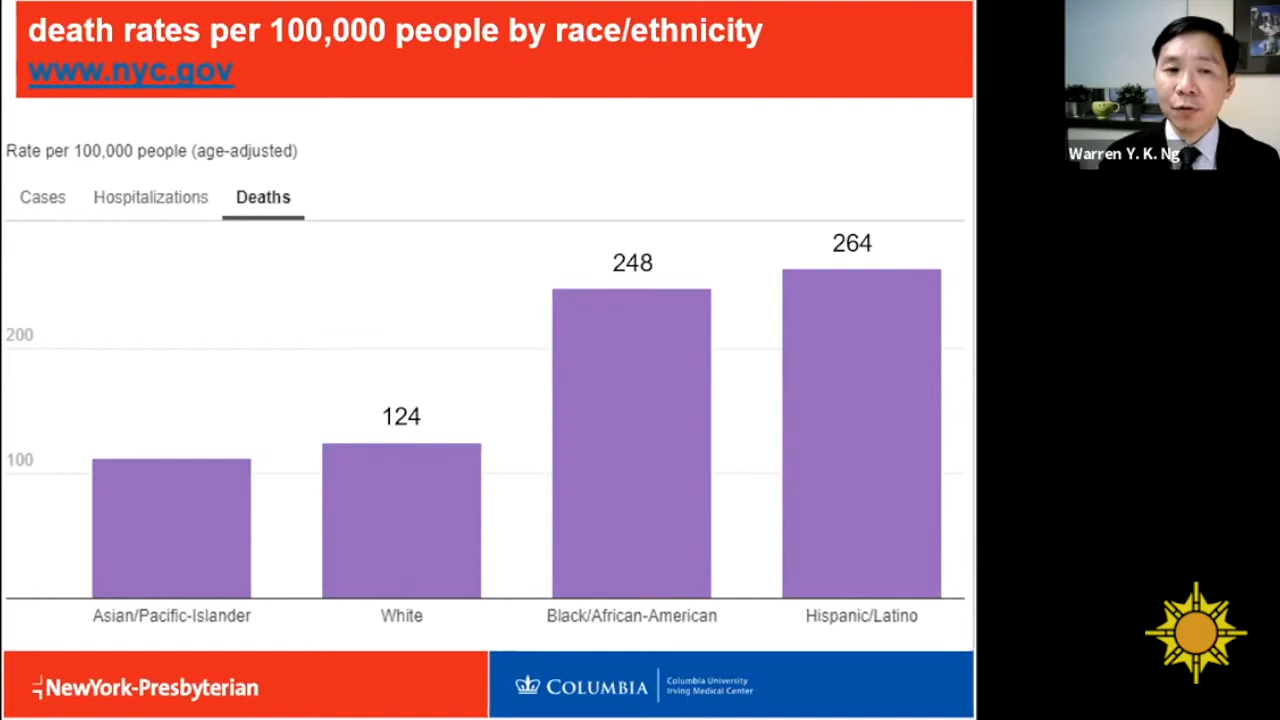 death rates per 100,000 people by race/ethnicity
www.nyc.gov
Warren Y. K. Ng
Rate per 100,000 people (age-adjusted)
Cases Hospitalizations Deaths
264
248
200
124
100
Asian/Pacific-Islander White Black/African-American Hispanic/Latino
NewYork-Presbyterian
COLUMBIA
Columbia University
Irving Medical Center